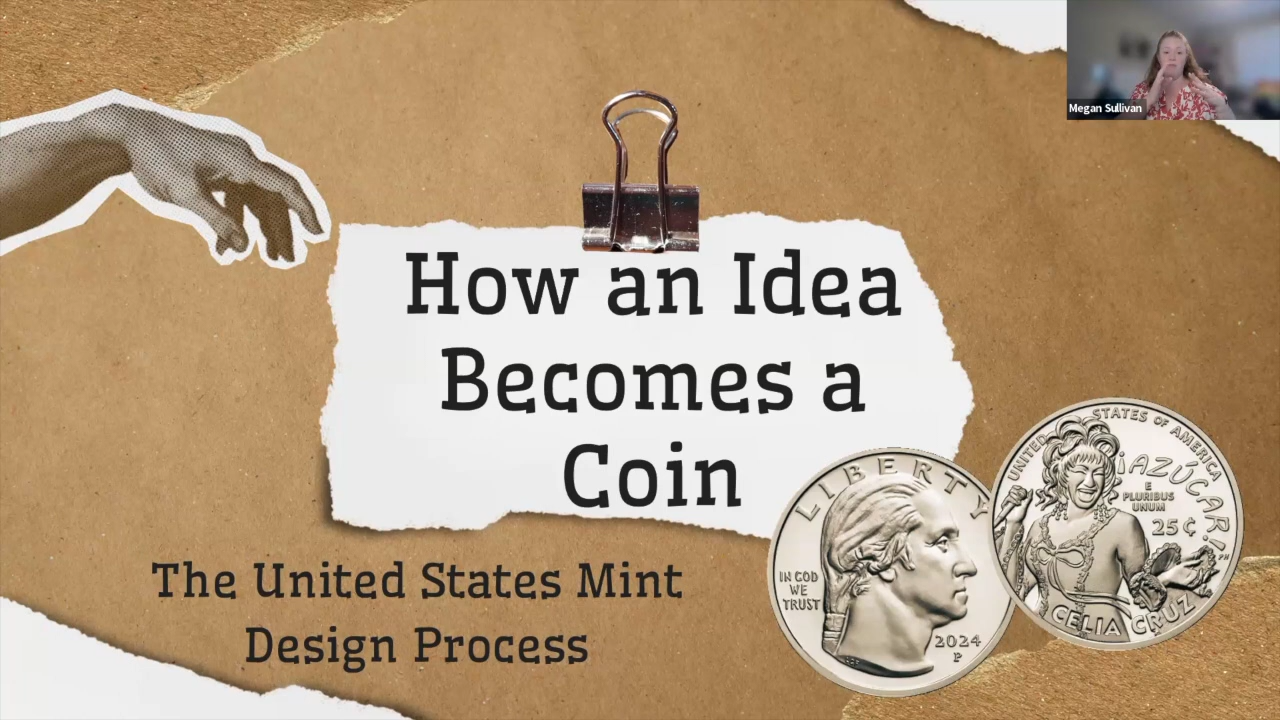 Megan Sullivan
How an Idea
Becomes a
Coin
The United States Mint
Design Process
LIBERTY
IN GOD
WE
TRUST
2024
P
UNITED STATES OF AMERICA
¡AZÚCAR!
E
PLURIBUS
UNUM
25¢
CELIA CRUZ